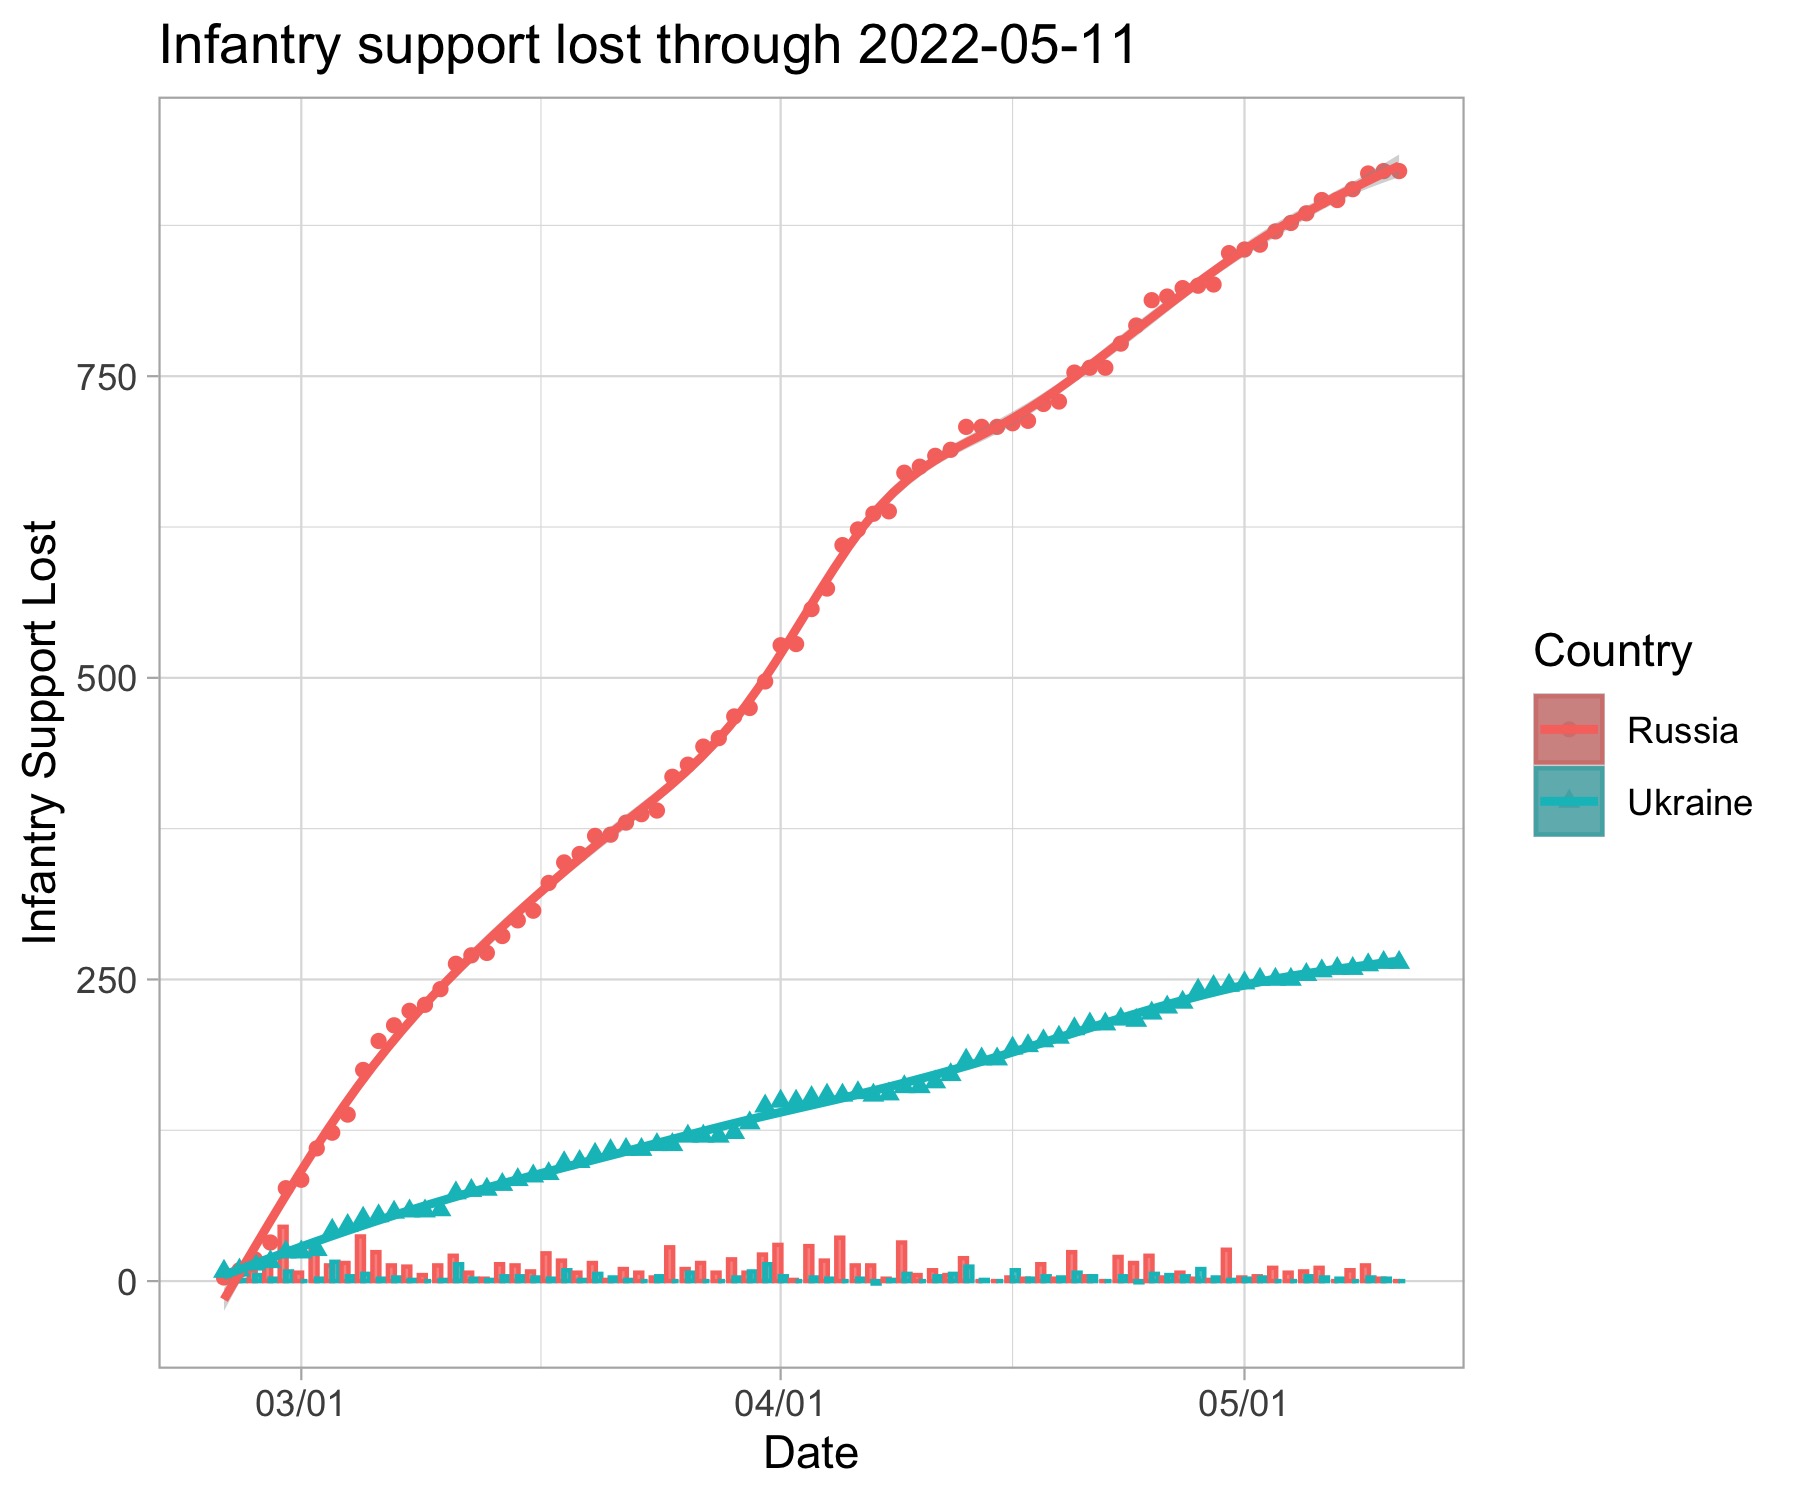 Infantry support lost through 2022-05-11
Infantry Support Lost
750
500
250
0
03/01
04/01
05/01
Date
Country
Russia
Ukraine